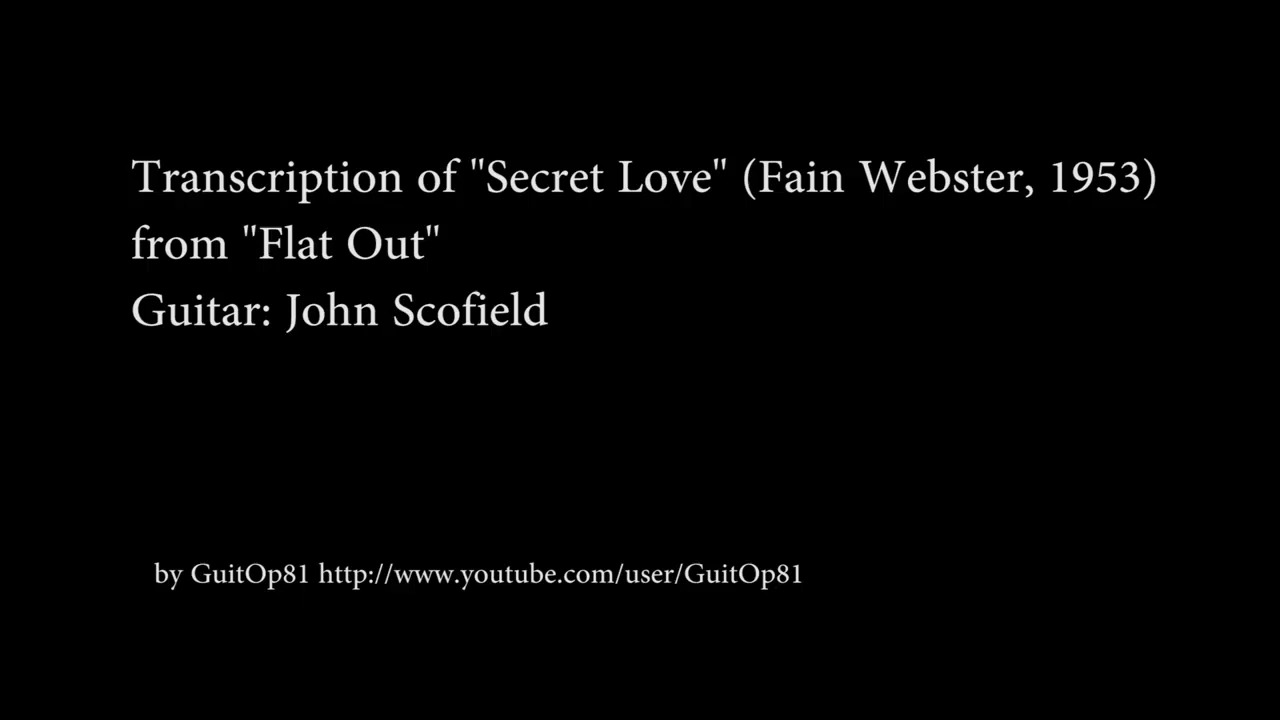 Transcription of "Secret Love" (Fain Webster, 1953)
from "Flat Out"
Guitar: John Scofield
by GuitOp81 http://www.youtube.com/user/GuitOp81